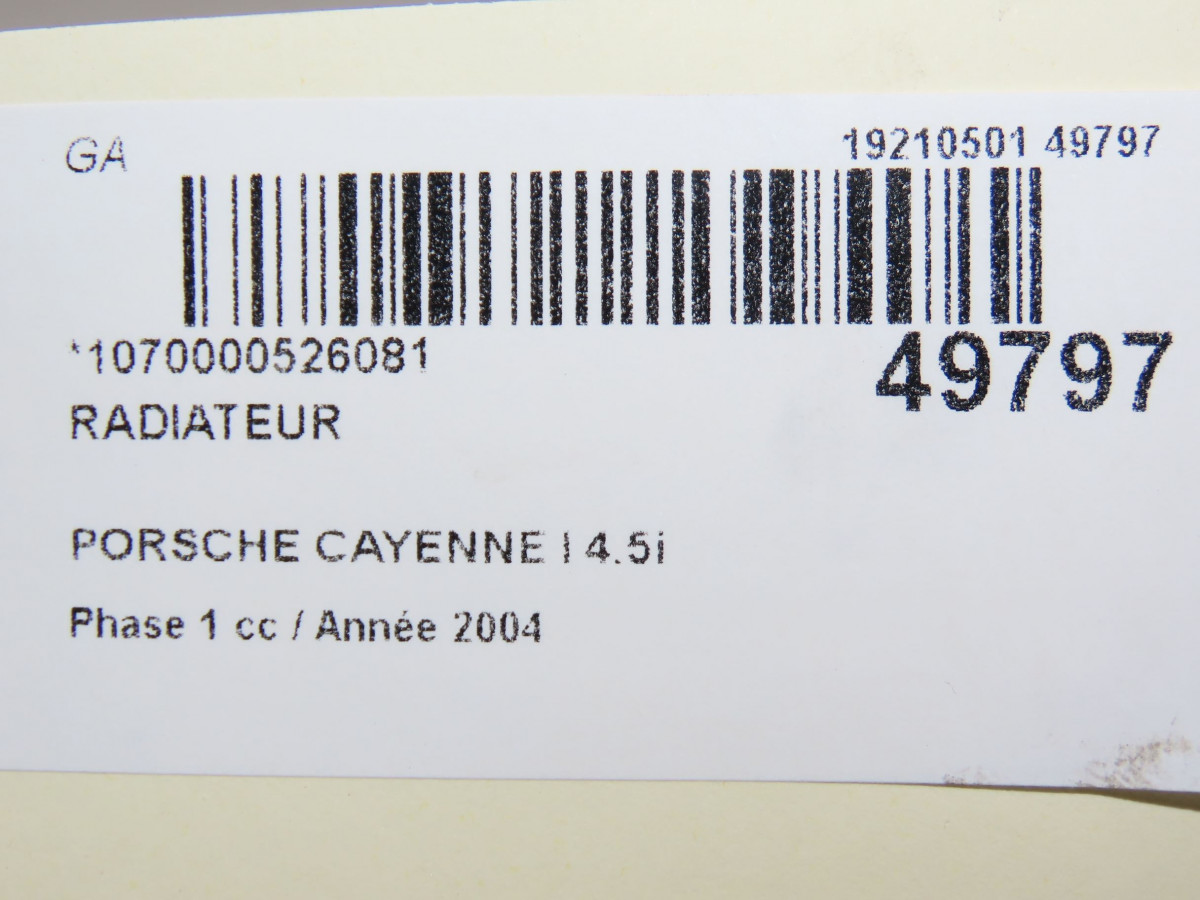 GA
19210501 49797
*1070000526081
49797
RADIATEUR
PORSCHE CAYENNE I 4.5i
Phase 1 cc / Année 2004